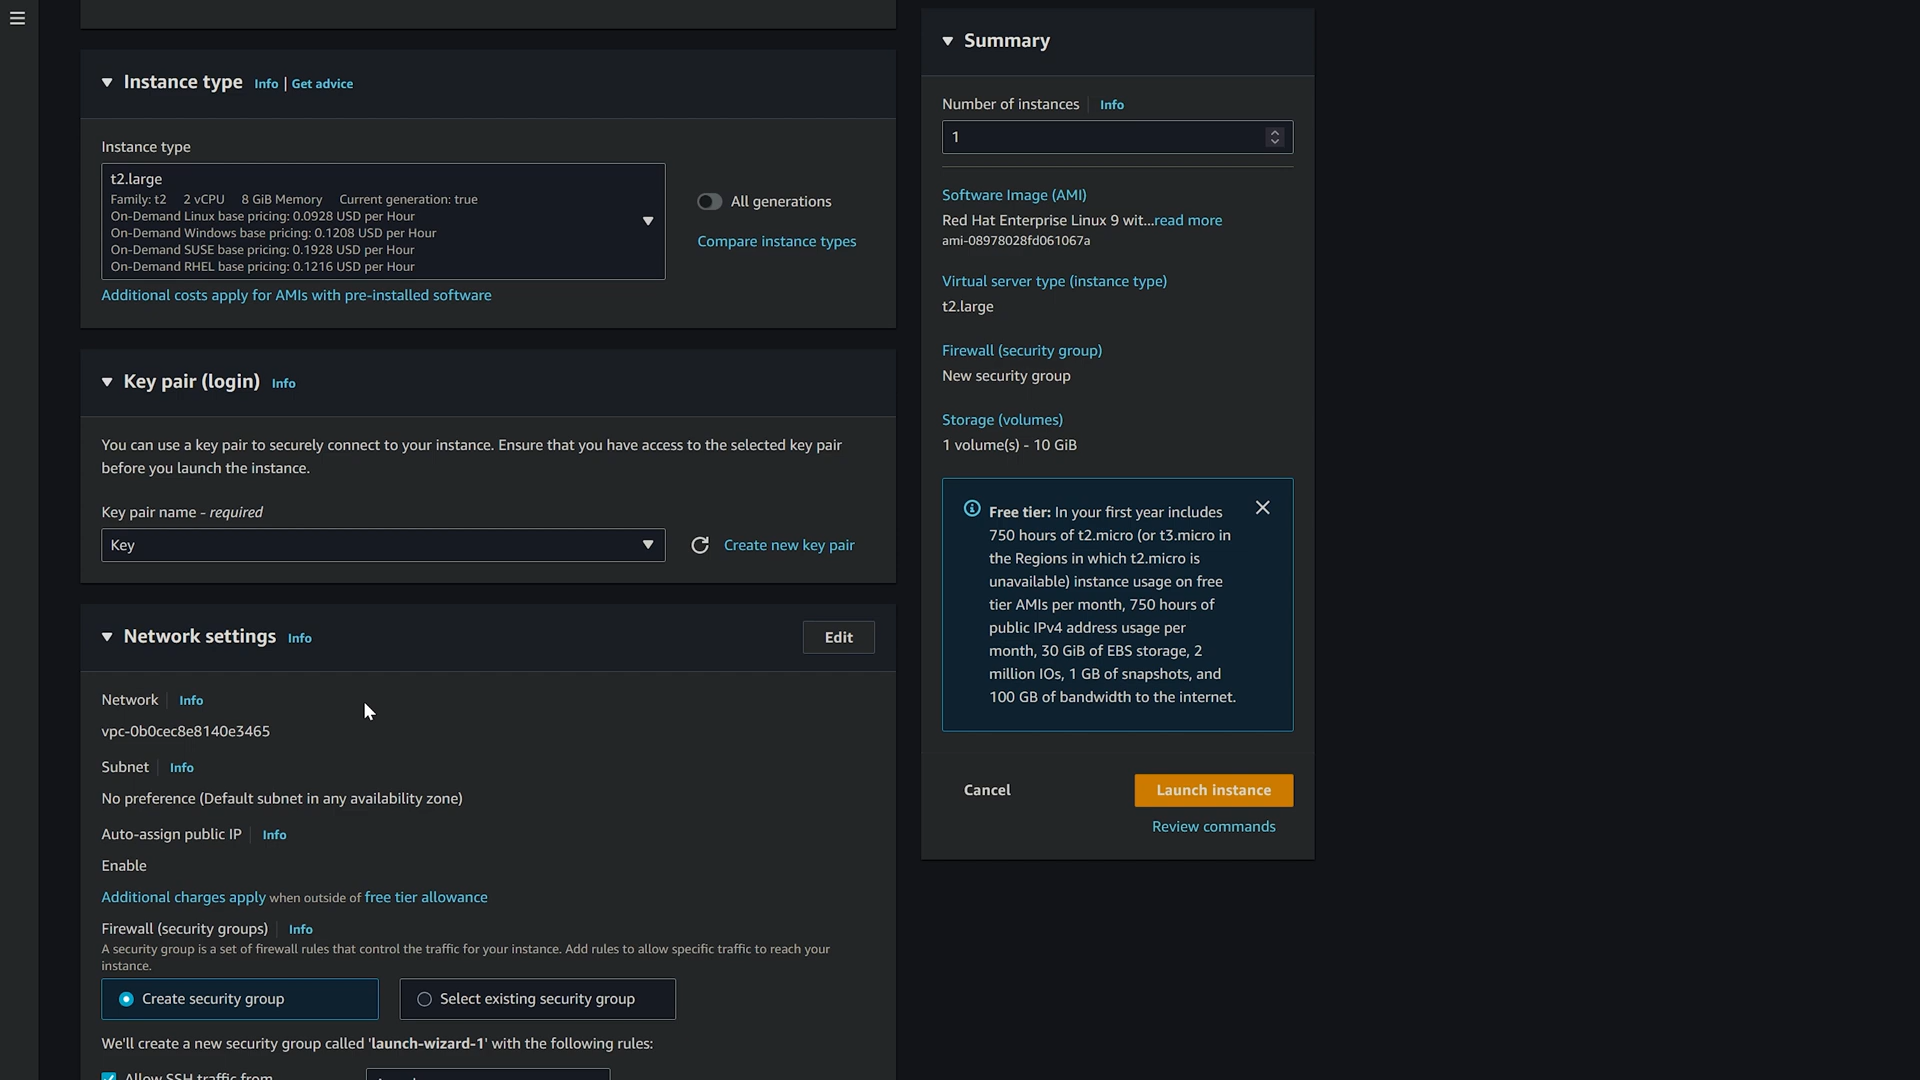 Instance type Info | Get advice
Instance type
t2.large
Family: t2 2 vCPU 8 GiB Memory Current generation: true
On-Demand Linux base pricing: 0.0928 USD per Hour
On-Demand Windows base pricing: 0.1208 USD per Hour
On-Demand SUSE base pricing: 0.1928 USD per Hour
On-Demand RHEL base pricing: 0.1216 USD per Hour
All generations
Compare instance types
Additional costs apply for AMIs with pre-installed software
Key pair (login) Info
You can use a key pair to securely connect to your instance. Ensure that you have access to the selected key pair
before you launch the instance.
Key pair name - required
Key
Create new key pair
Network settings Info
Edit
Network Info
vpc-0b0cec8e8140e3465
Subnet Info
No preference (Default subnet in any availability zone)
Auto-assign public IP Info
Enable
Additional charges apply when outside of free tier allowance
Firewall (security groups) Info
A security group is a set of firewall rules that control the traffic for your instance. Add rules to allow specific traffic to reach your
instance.
Create security group
Select existing security group
We'll create a new security group called 'launch-wizard-1' with the following rules:
Allow SSH traffic from
Summary
Number of instances Info
1
Software Image (AMI)
Red Hat Enterprise Linux 9 wit...read more
ami-08978028fd061067a
Virtual server type (instance type)
t2.large
Firewall (security group)
New security group
Storage (volumes)
1 volume(s) - 10 GiB
Free tier: In your first year includes
750 hours of t2.micro (or t3.micro in
the Regions in which t2.micro is
unavailable) instance usage on free
tier AMIs per month, 750 hours of
public IPv4 address usage per
month, 30 GiB of EBS storage, 2
million IOs, 1 GB of snapshots, and
100 GB of bandwidth to the internet.
Cancel
Launch instance
Review commands